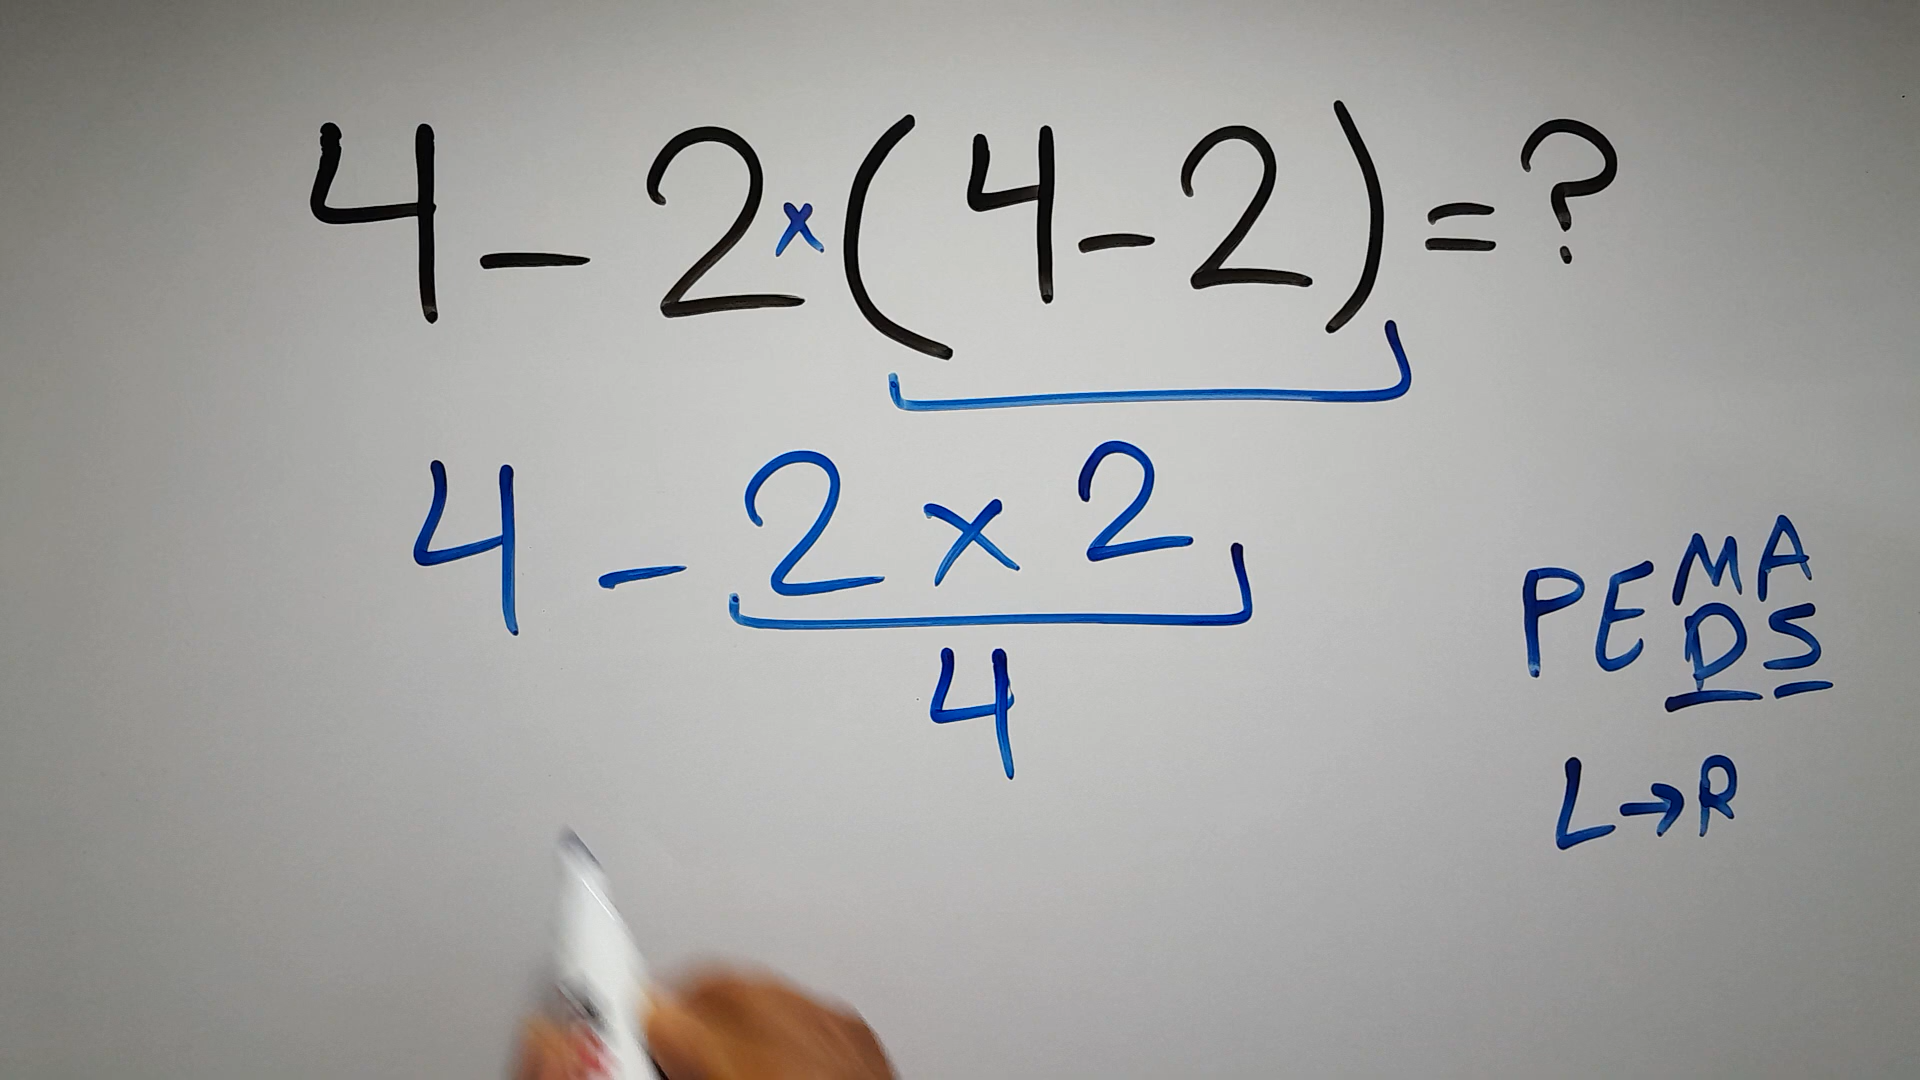 4 - 2 × (4 - 2) = ?
4 - 2 × 2
4
PEMA
DS
L → R